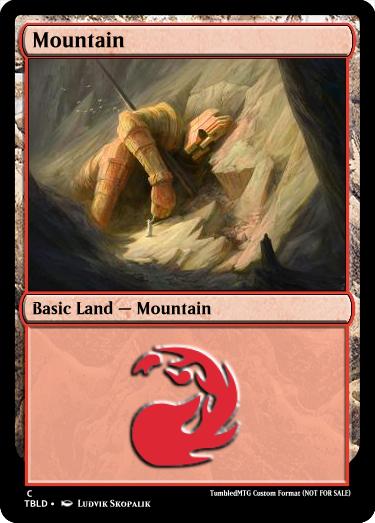 Mountain
Basic Land — Mountain
C
TumbledMTG Custom Format (NOT FOR SALE)
TBLD • Ludvik Skopalik